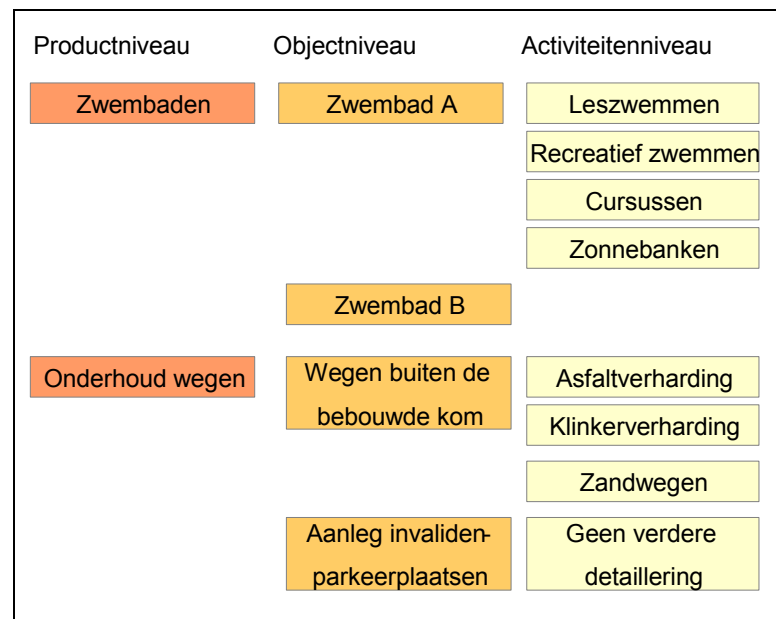 Productniveau Objectniveau Activiteitenniveau
Zwembaden Zwembad A Leszwemmen
Recreatief zwemmen
Cursussen
Zonnebanken
Zwembad B
Onderhoud wegen Wegen buiten de Asfaltverharding
bebouwde kom Klinkerverharding
Zandwegen
Aanleg invaliden- Geen verdere
parkeerplaatsen detaillering